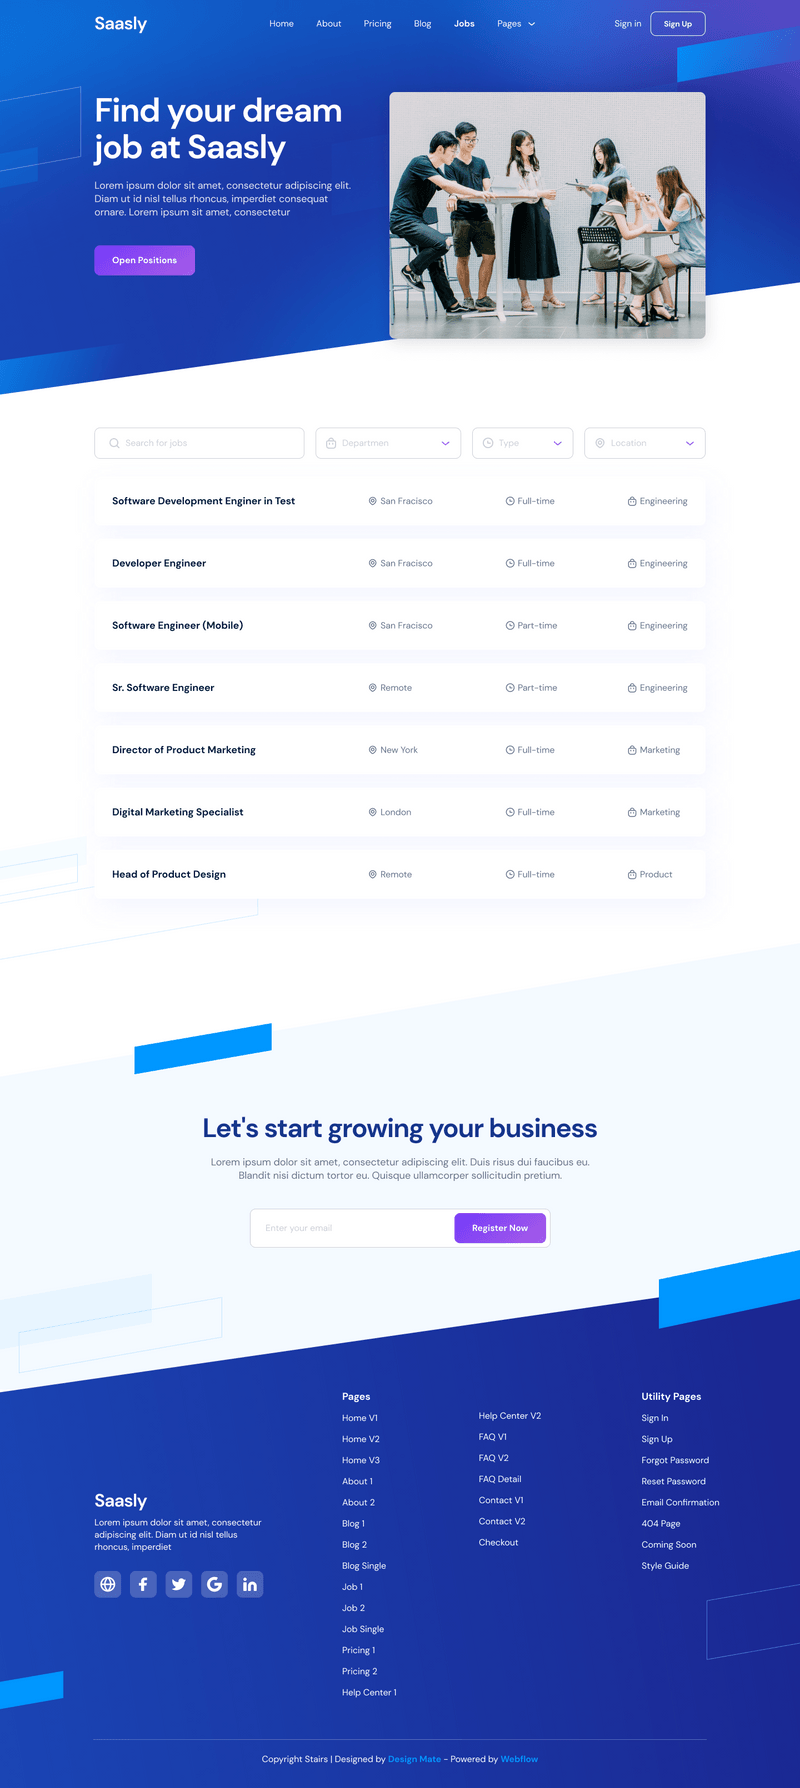 Saasly
Home About Pricing Blog Jobs Pages
Sign in Sign Up
Find your dream
job at Saasly
Lorem ipsum dolor sit amet, consectetur adipiscing elit.
Diam ut id nisl tellus rhoncus, imperdiet consequat
ornare. Lorem ipsum sit amet, consectetur
Open Positions
Search for jobs Departmen Type Location
Software Development Enginer in Test San Fracisco Full-time Engineering
Developer Engineer San Fracisco Full-time Engineering
Software Engineer (Mobile) San Fracisco Part-time Engineering
Sr. Software Engineer Remote Part-time Engineering
Director of Product Marketing New York Full-time Marketing
Digital Marketing Specialist London Full-time Marketing
Head of Product Design Remote Full-time Product
Let's start growing your business
Lorem ipsum dolor sit amet, consectetur adipiscing elit. Duis risus dui faucibus eu.
Blandit nisi dictum tortor eu. Quisque ullamcorper sollicitudin pretium.
Enter your email Register Now
Saasly
Lorem ipsum dolor sit amet, consectetur
adipiscing elit. Diam ut id nisl tellus
rhoncus, imperdiet
Pages
Home V1
Home V2
Home V3
About 1
About 2
Blog 1
Blog 2
Blog Single
Job 1
Job 2
Job Single
Pricing 1
Pricing 2
Help Center 1
Help Center V2
FAQ V1
FAQ V2
FAQ Detail
Contact V1
Contact V2
Checkout
Utility Pages
Sign In
Sign Up
Forgot Password
Reset Password
Email Confirmation
404 Page
Coming Soon
Style Guide
Copyright Stairs | Designed by Design Mate - Powered by Webflow